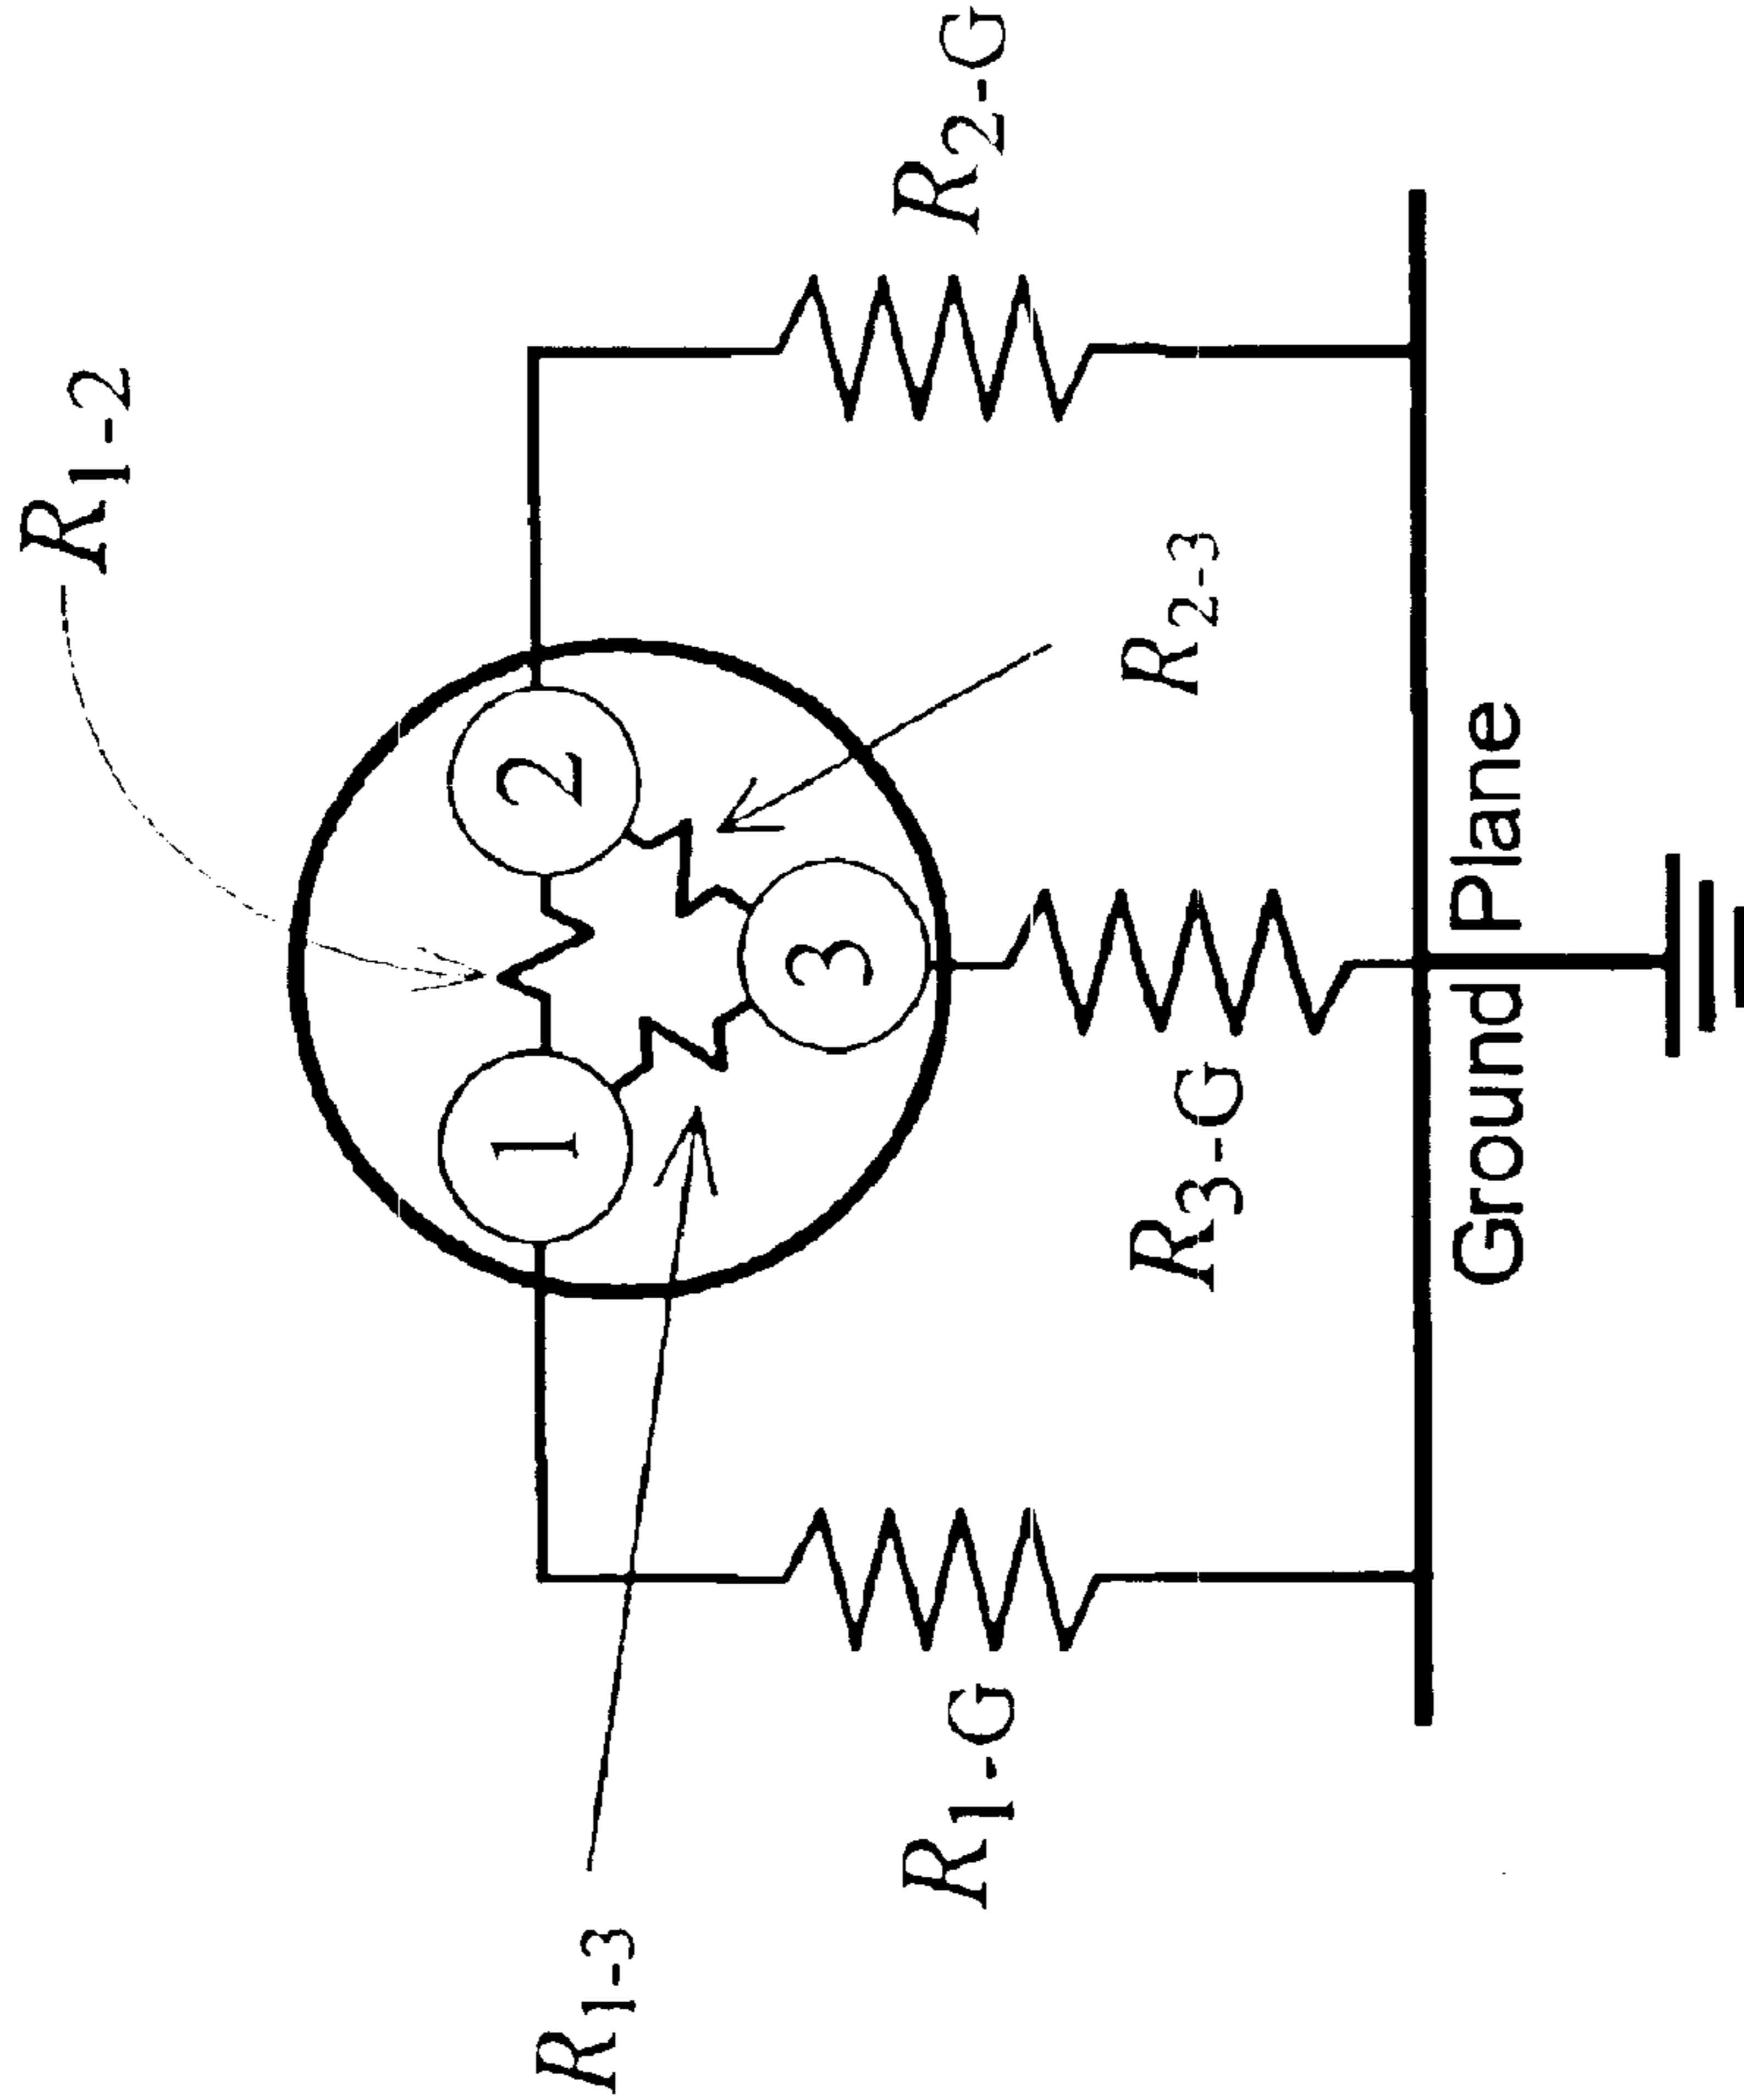 R1-2
R1-3
1
2
3
R2-3
R1-G
R3-G
R2-G
Ground Plane